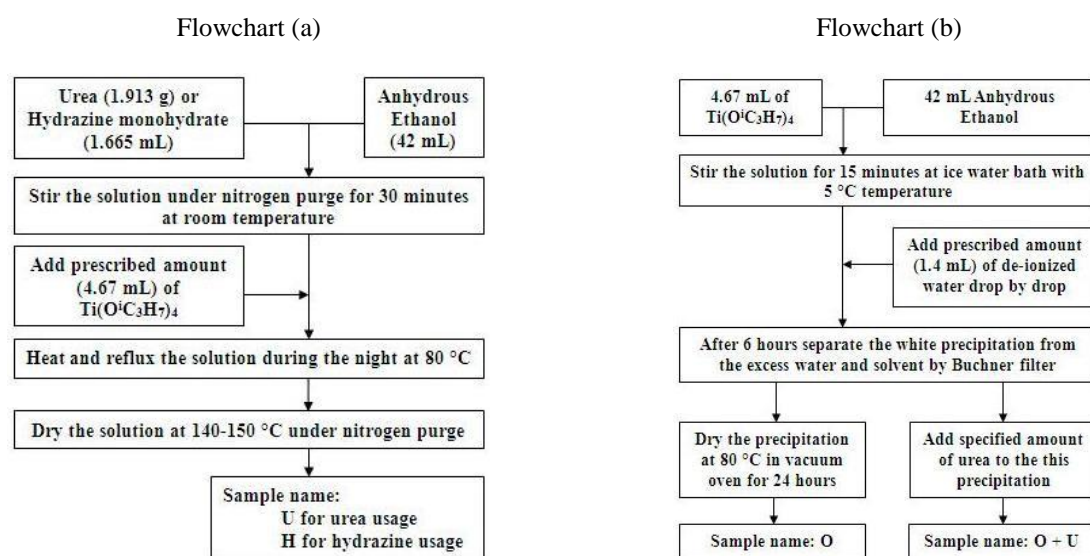 Flowchart (a)
Urea (1.913 g) or
Hydrazine monohydrate
(1.665 mL)
Anhydrous
Ethanol
(42 mL)
Stir the solution under nitrogen purge for 30 minutes
at room temperature
Add prescribed amount
(4.67 mL) of
Ti(OⁱC₃H₇)₄
Heat and reflux the solution during the night at 80 °C
Dry the solution at 140-150 °C under nitrogen purge
Sample name:
U for urea usage
H for hydrazine usage
Flowchart (b)
4.67 mL of
Ti(OⁱC₃H₇)₄
42 mL Anhydrous
Ethanol
Stir the solution for 15 minutes at ice water bath with
5 °C temperature
Add prescribed amount
(1.4 mL) of de-ionized
water drop by drop
After 6 hours separate the white precipitation from
the excess water and solvent by Buchner filter
Dry the precipitation
at 80 °C in vacuum
oven for 24 hours
Add specified amount
of urea to the this
precipitation
Sample name: O
Sample name: O + U